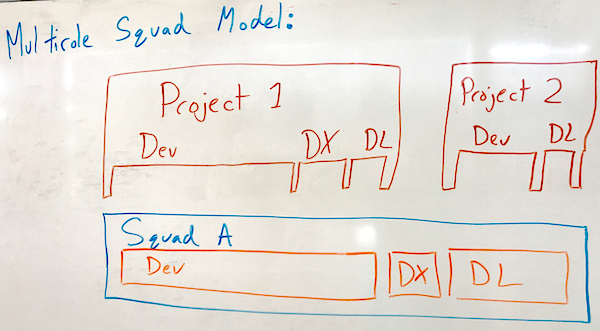 Multirole Squad Model:
Project 1
Dev DX DL
Project 2
Dev DL
Squad A
Dev DX DL